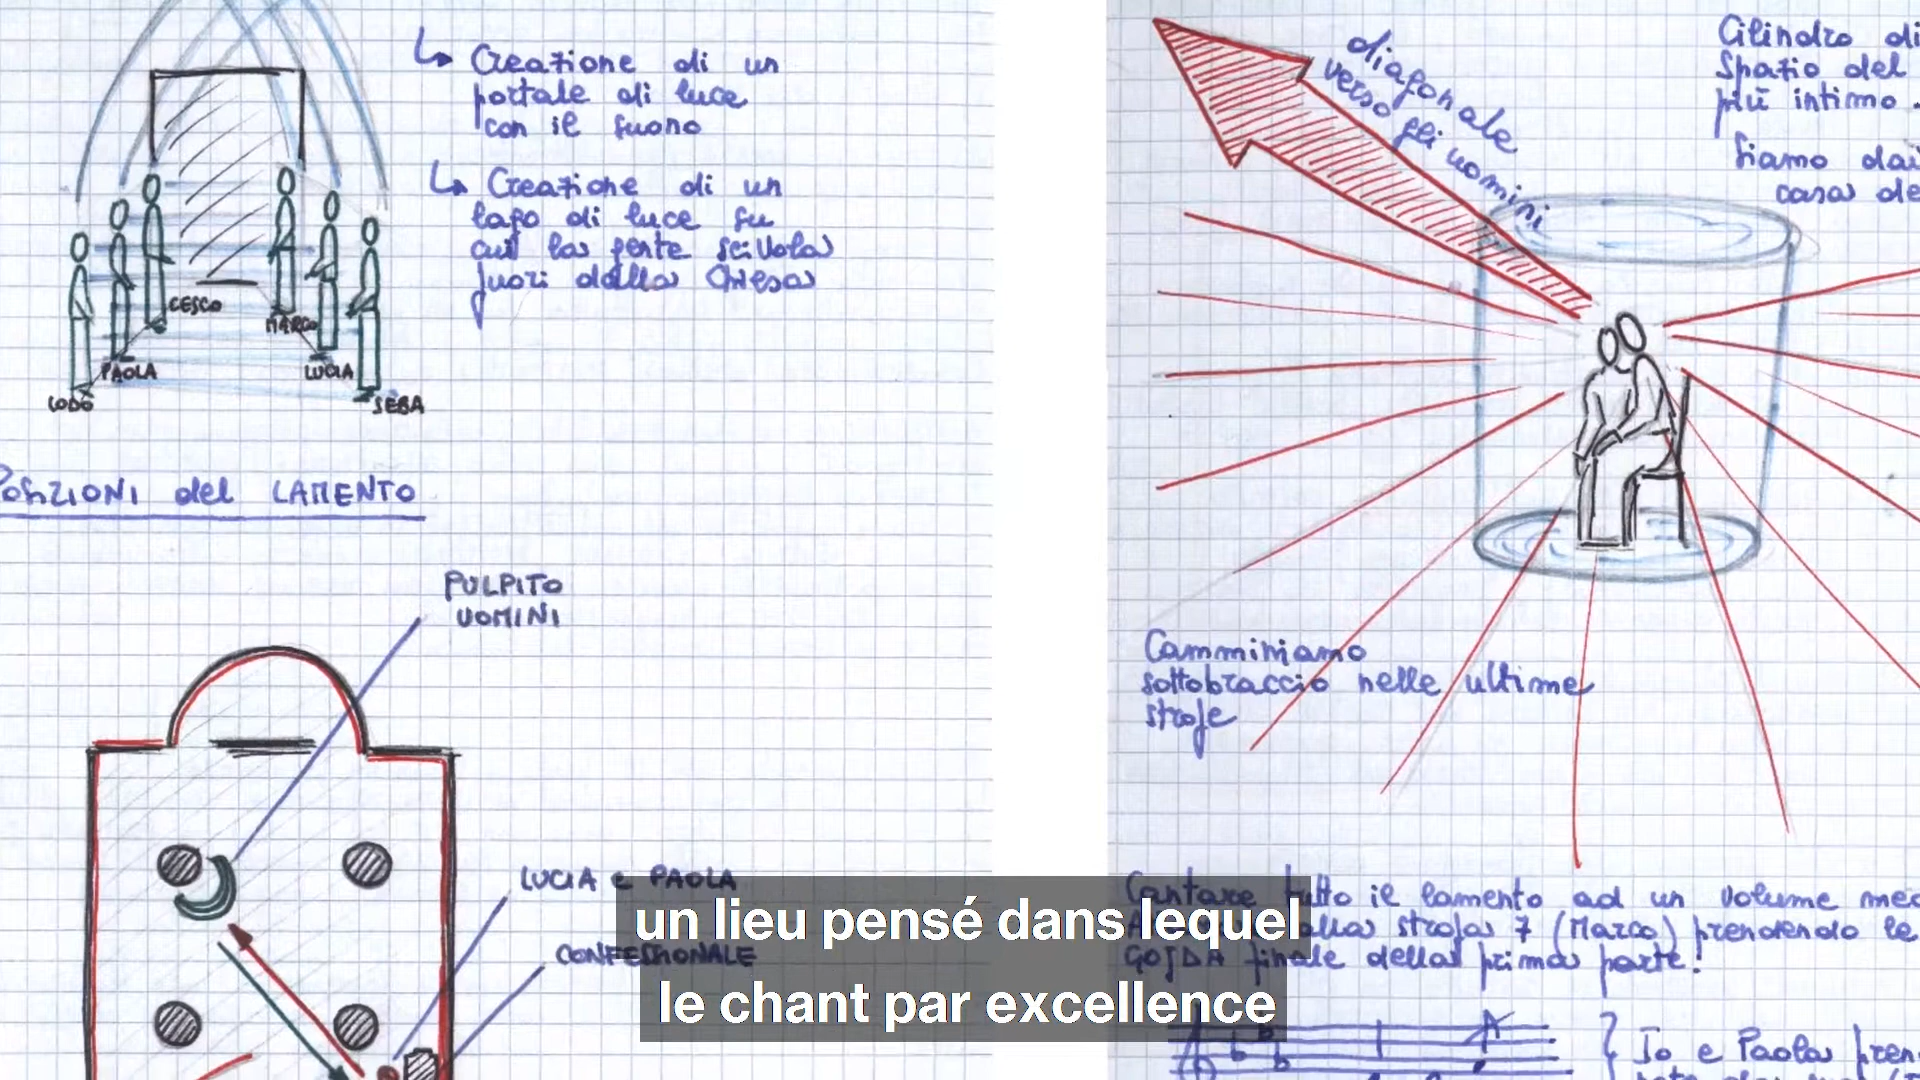 Creazione di un
portale di luce
con il suono
Creazione di un
lago di luce su
cui la gente scivola
fuori dalla Chiesa
CESCO
MARCO
PAOLA
LUCIA
LODO
SEBA
POSIZIONI del LAMENTO
PULPITO
UOMINI
LUCIA e PAOLA
CONFESSIONALE
diagonale
verso gli uomini
Cilindro di
Spazio del
più intimo.
Siamo dai
casa de
Camminiamo
sottobraccio nelle ultime
strofe
Cantare tutto il lamento ad un volume med
alla strofa 7 (Marco) prendendo le
GOSDA finale della prima parte!
Io e Paola pren
un lieu pensé dans lequel
le chant par excellence